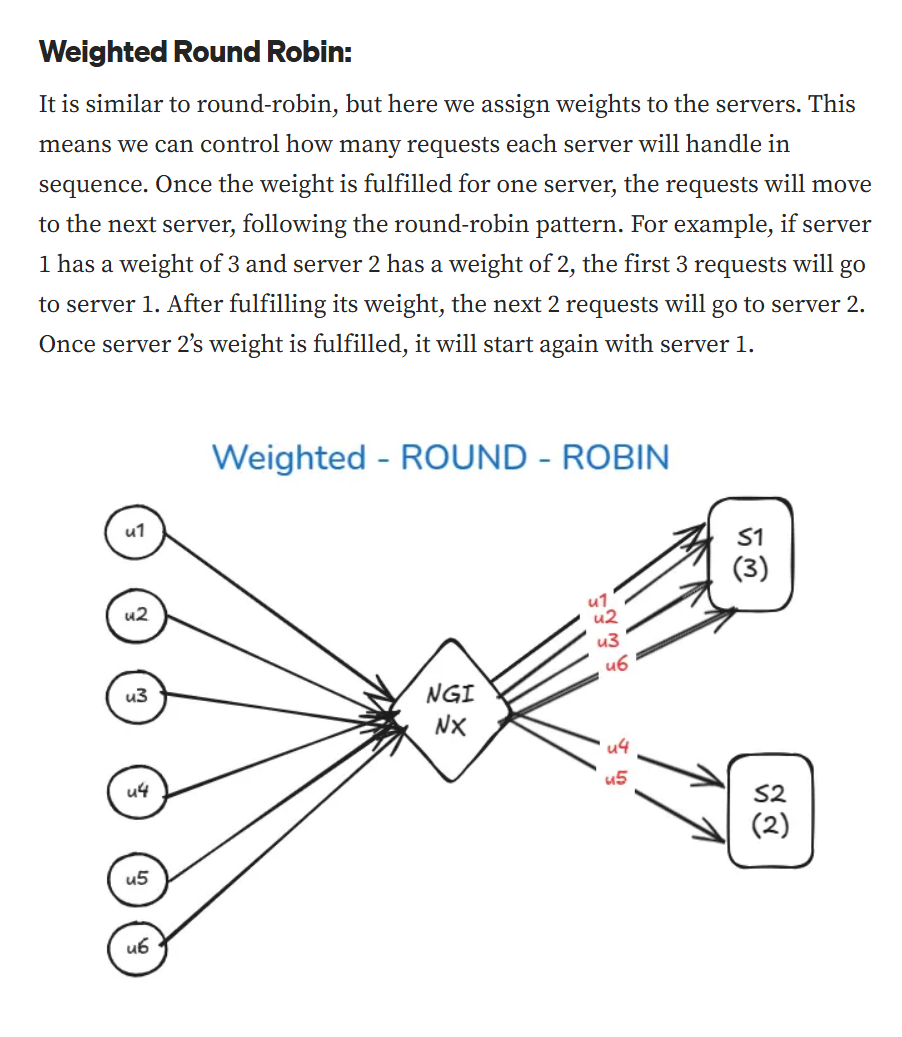 Weighted Round Robin:
It is similar to round-robin, but here we assign weights to the servers. This
means we can control how many requests each server will handle in
sequence. Once the weight is fulfilled for one server, the requests will move
to the next server, following the round-robin pattern. For example, if server
1 has a weight of 3 and server 2 has a weight of 2, the first 3 requests will go
to server 1. After fulfilling its weight, the next 2 requests will go to server 2.
Once server 2’s weight is fulfilled, it will start again with server 1.
Weighted - ROUND - ROBIN
u1
u2
u3
u4
u5
u6
NGI
NX
u1
u2
u3
u6
u4
u5
S1
(3)
S2
(2)